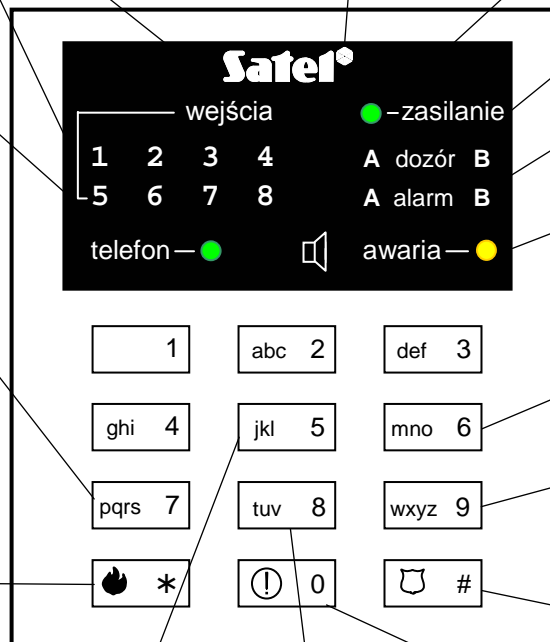 Satel®
wejścia zasilanie
1 2 3 4 A dozór B
5 6 7 8 A alarm B
telefon awaria
1 abc 2 def 3
ghi 4 jkl 5 mno 6
pqrs 7 tuv 8 wxyz 9
* 0 #